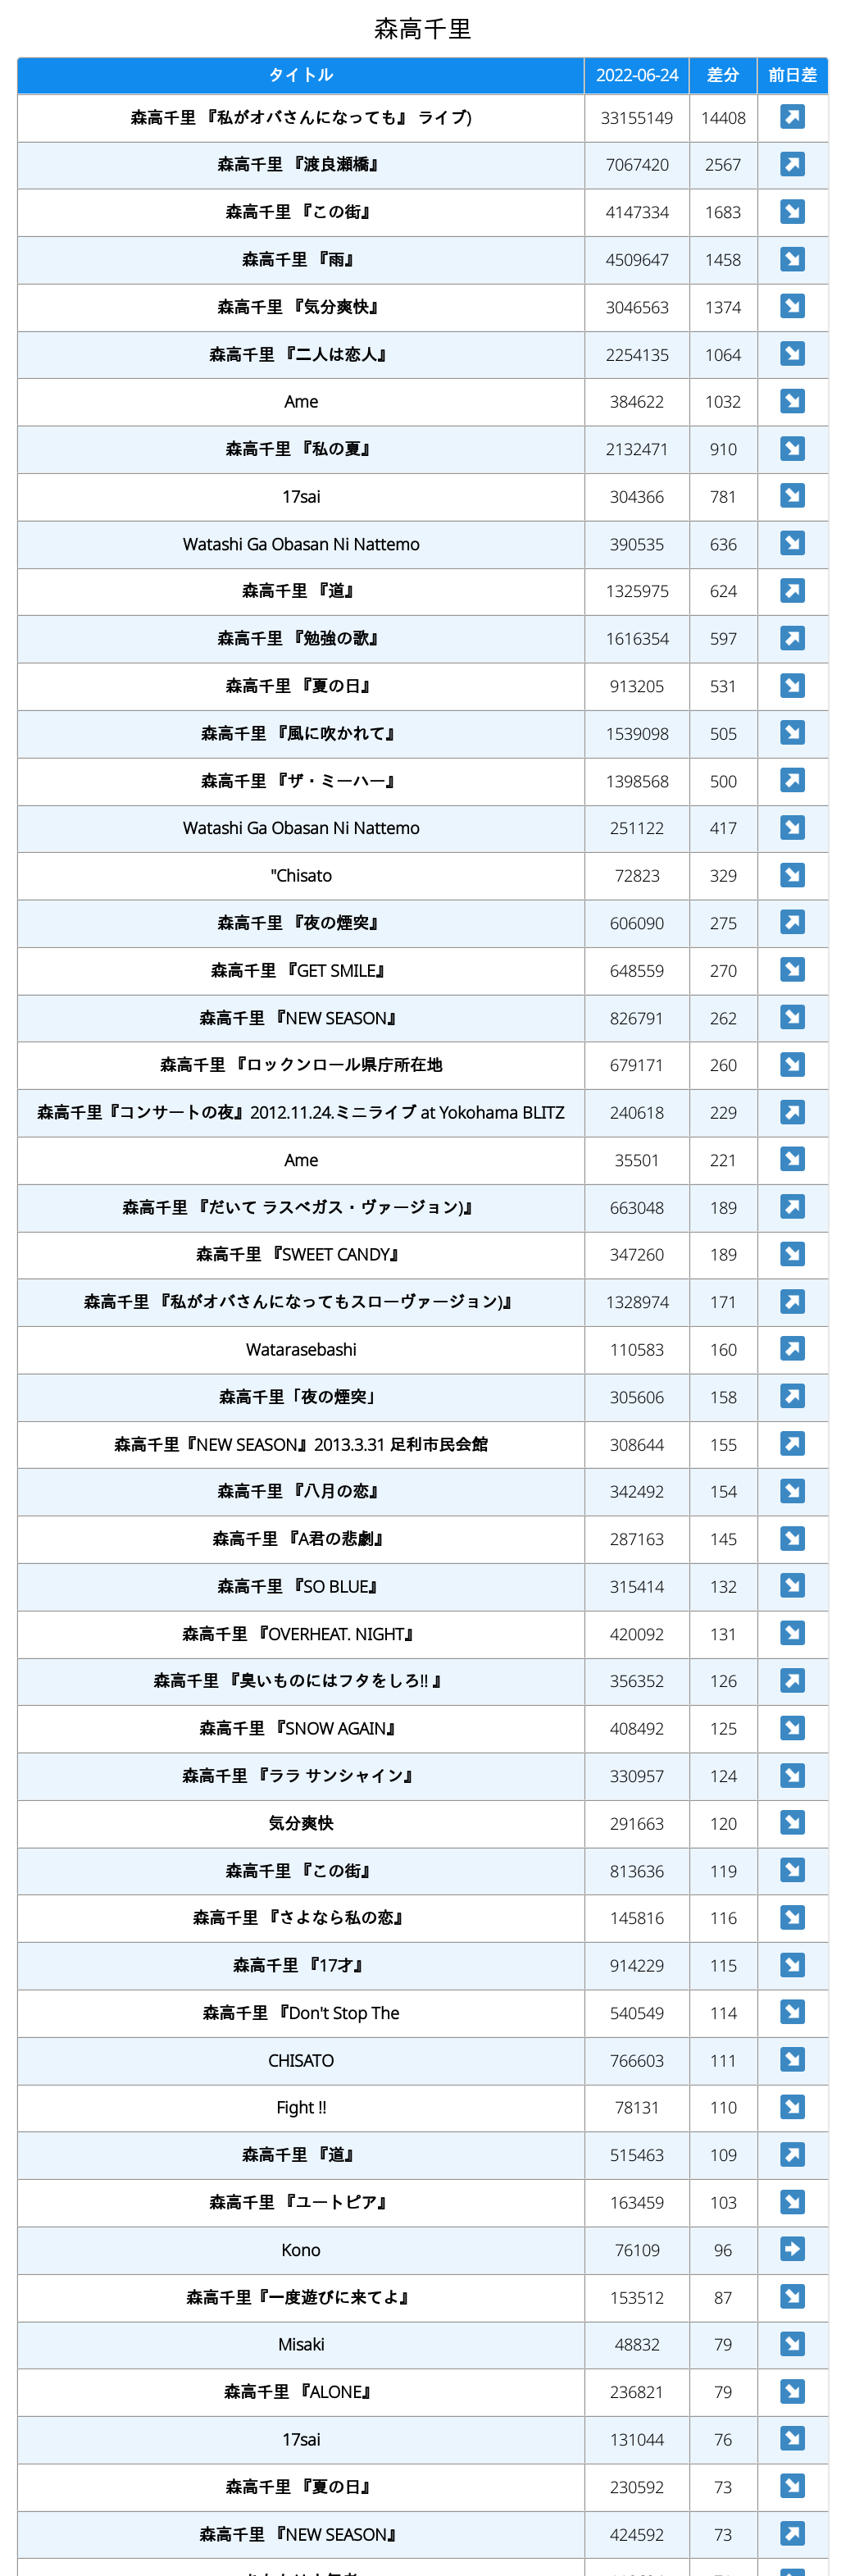 森高千里
タイトル 2022-06-24 差分 前日差
森高千里 『私がオバさんになっても』 ライブ) 33155149 14408
森高千里 『渡良瀬橋』 7067420 2567
森高千里 『この街』 4147334 1683
森高千里 『雨』 4509647 1458
森高千里 『気分爽快』 3046563 1374
森高千里 『二人は恋人』 2254135 1064
Ame 384622 1032
森高千里 『私の夏』 2132471 910
17sai 304366 781
Watashi Ga Obasan Ni Nattemo 390535 636
森高千里 『道』 1325975 624
森高千里 『勉強の歌』 1616354 597
森高千里 『夏の日』 913205 531
森高千里 『風に吹かれて』 1539098 505
森高千里 『ザ・ミーハー』 1398568 500
Watashi Ga Obasan Ni Nattemo 251122 417
"Chisato 72823 329
森高千里 『夜の煙突』 606090 275
森高千里 『GET SMILE』 648559 270
森高千里 『NEW SEASON』 826791 262
森高千里 『ロックンロール県庁所在地 679171 260
森高千里『コンサートの夜』2012.11.24.ミニライブ at Yokohama BLITZ 240618 229
Ame 35501 221
森高千里 『だいて ラスベガス・ヴァージョン)』 663048 189
森高千里 『SWEET CANDY』 347260 189
森高千里 『私がオバさんになってもスローヴァージョン)』 1328974 171
Watarasebashi 110583 160
森高千里「夜の煙突」 305606 158
森高千里『NEW SEASON』2013.3.31 足利市民会館 308644 155
森高千里 『八月の恋』 342492 154
森高千里 『A君の悲劇』 287163 145
森高千里 『SO BLUE』 315414 132
森高千里 『OVERHEAT. NIGHT』 420092 131
森高千里 『臭いものにはフタをしろ!! 』 356352 126
森高千里 『SNOW AGAIN』 408492 125
森高千里 『ララ サンシャイン』 330957 124
気分爽快 291663 120
森高千里 『この街』 813636 119
森高千里 『さよなら私の恋』 145816 116
森高千里 『17才』 914229 115
森高千里 『Don't Stop The 540549 114
CHISATO 766603 111
Fight !! 78131 110
森高千里 『道』 515463 109
森高千里 『ユートピア』 163459 103
Kono 76109 96
森高千里『一度遊びに来てよ』 153512 87
Misaki 48832 79
森高千里 『ALONE』 236821 79
17sai 131044 76
森高千里 『夏の日』 230592 73
森高千里 『NEW SEASON』 424592 73